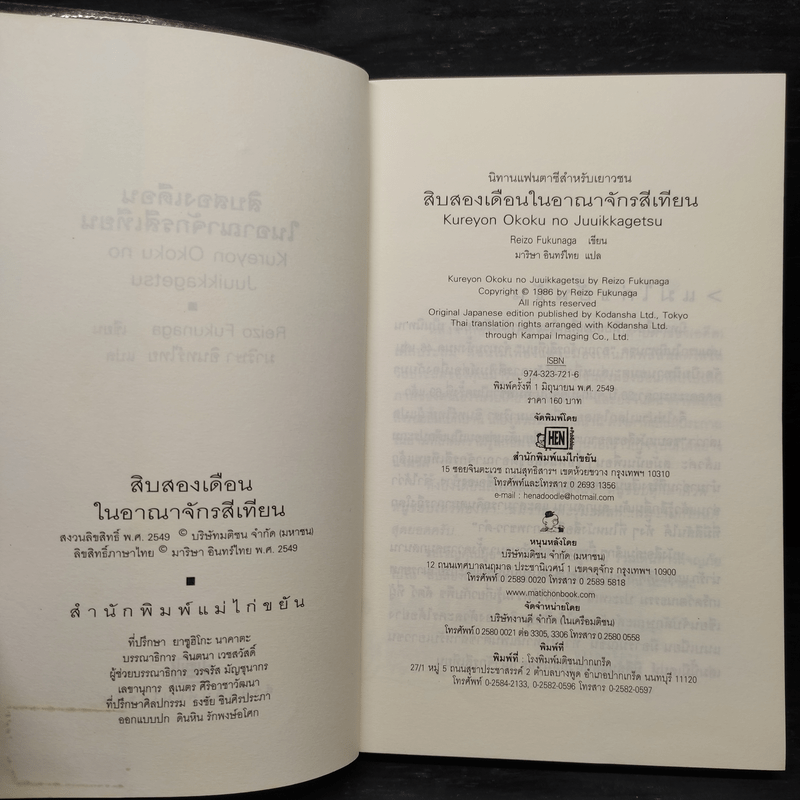 สิบสองเดือน
ในอาณาจักรสีเทียน
สงวนลิขสิทธิ์ พ.ศ. 2549 © บริษัทมติชน จำกัด (มหาชน)
ลิขสิทธิ์ภาษาไทย © มาริษา อินทร์ไทย พ.ศ. 2549
สำนักพิมพ์แม่ไก่ขยัน
ที่ปรึกษา ยาซูฮิโกะ นาคาตะ
บรรณาธิการ จินตนา เวชสวัสดิ์
ผู้ช่วยบรรณาธิการ วรจรัส มัญชุนากร
เลขานุการ สุเนตร ศีริอาชาวัฒนา
ที่ปรึกษาศิลปกรรม ธงชัย ชินศิรประภา
ออกแบบปก ดินหิน รักพงษ์อโศก
นิทานแฟนตาซีสำหรับเยาวชน
สิบสองเดือนในอาณาจักรสีเทียน
Kureyon Okoku no Juuikkagetsu
Reizo Fukunaga เขียน
มาริษา อินทร์ไทย แปล
Kureyon Okoku no Juuikkagetsu by Reizo Fukunaga
Copyright © 1986 by Reizo Fukunaga
All rights reserved
Original Japanese edition published by Kodansha Ltd., Tokyo
Thai translation rights arranged with Kodansha Ltd.
through Kampai Imaging Co., Ltd.
ISBN
974-323-721-6
พิมพ์ครั้งที่ 1 มิถุนายน พ.ศ. 2549
ราคา 160 บาท
จัดพิมพ์โดย
HEN
สำนักพิมพ์แม่ไก่ขยัน
15 ซอยจินตะเวช ถนนสุทธิสารฯ เขตห้วยขวาง กรุงเทพฯ 10310
โทรศัพท์และโทรสาร 0 2693 1356
e-mail : henadoodle@hotmail.com
หนุนหลังโดย
บริษัทมติชน จำกัด (มหาชน)
12 ถนนเทศบาลนฤมาล ประชานิเวศน์ 1 เขตจตุจักร กรุงเทพฯ 10900
โทรศัพท์ 0 2589 0020 โทรสาร 0 2589 5818
www.matichonbook.com
จัดจำหน่ายโดย
บริษัทงานดี จำกัด (ในเครือมติชน)
โทรศัพท์ 0 2580 0021 ต่อ 3305, 3306 โทรสาร 0 2580 0558
พิมพ์ที่
พิมพ์ที่ : โรงพิมพ์มติชนปากเกร็ด
27/1 หมู่ 5 ถนนสุขาประชาสรรค์ 2 ตำบลบางพูด อำเภอปากเกร็ด นนทบุรี 11120
โทรศัพท์ 0-2584-2133, 0-2582-0596 โทรสาร 0-2582-0597